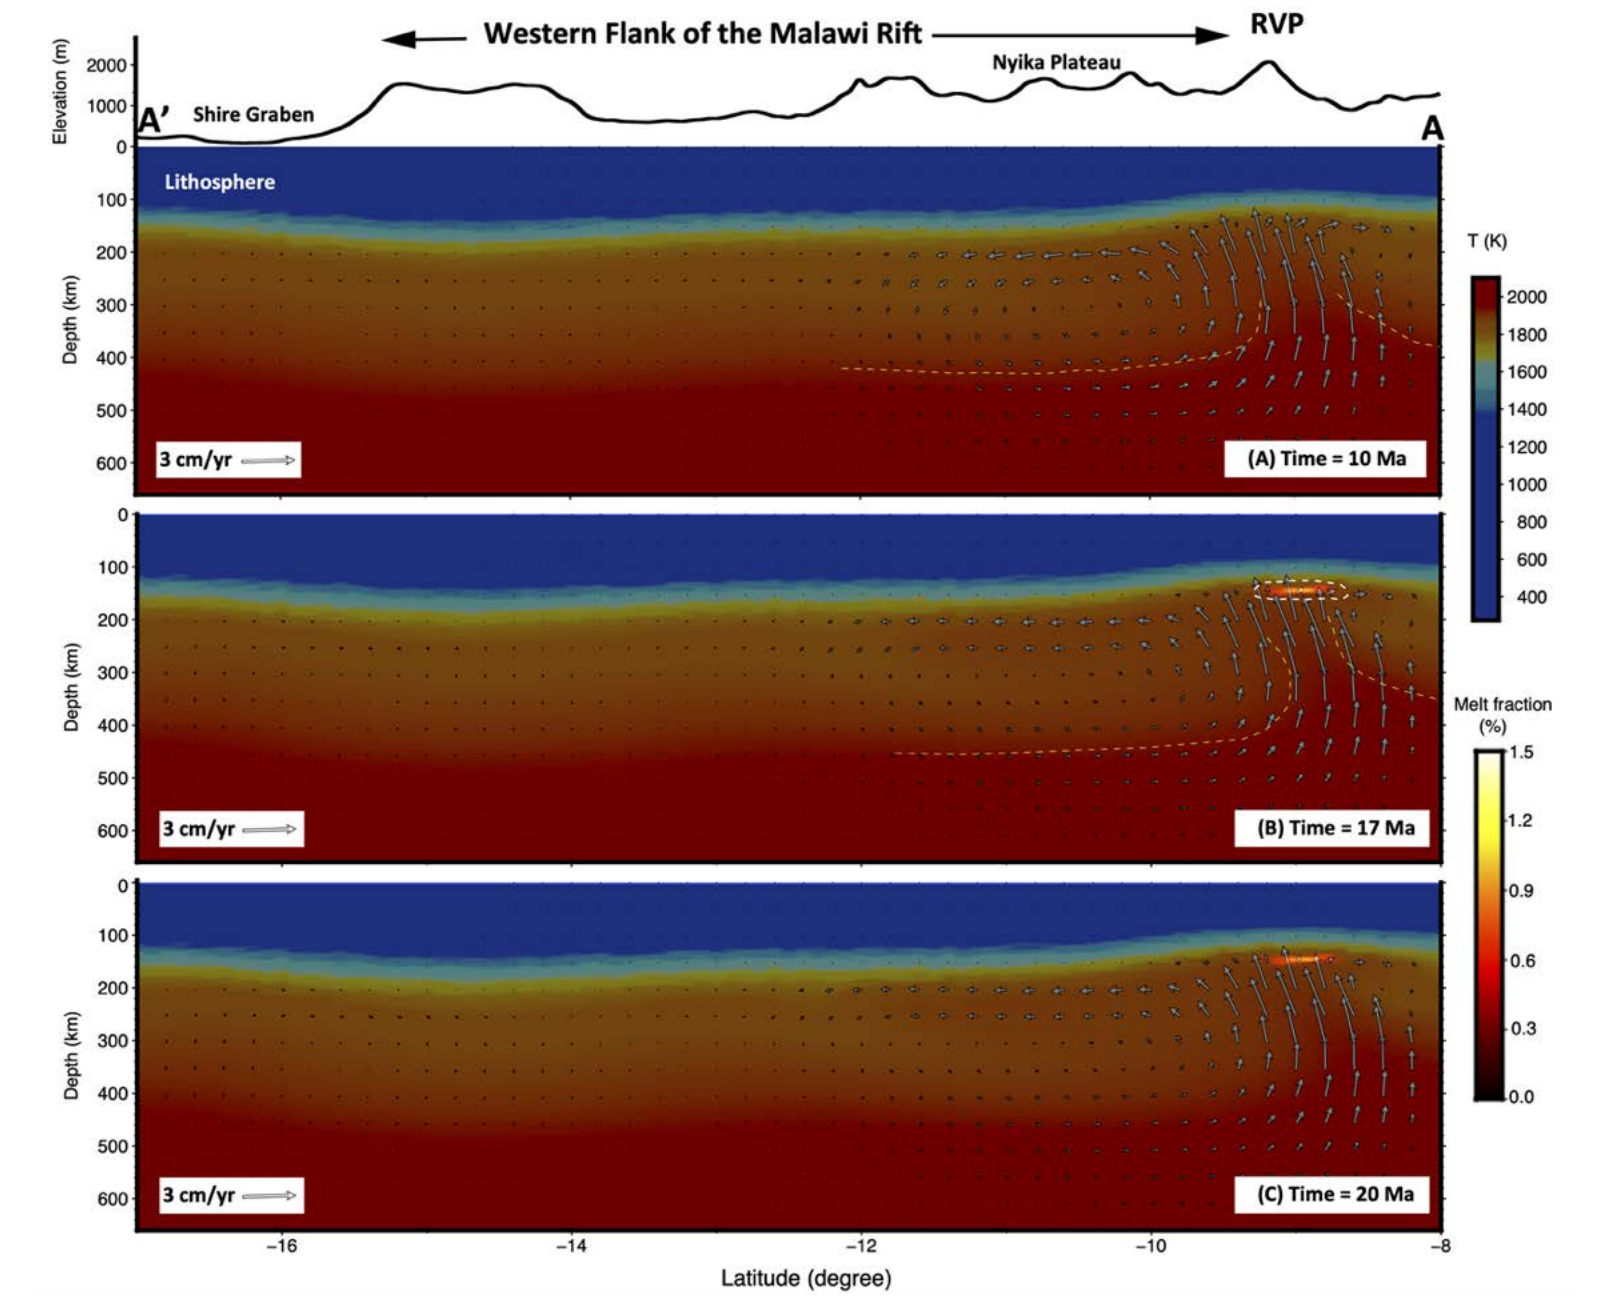 Western Flank of the Malawi Rift
RVP
Nyika Plateau
Elevation (m)
2000
1000
0
Shire Graben
A’
A
Lithosphere
Depth (km)
100
200
300
400
500
600
3 cm/yr
(A) Time = 10 Ma
T (K)
2000
1800
1600
1400
1200
1000
800
600
400
0
100
200
300
400
500
600
Depth (km)
3 cm/yr
(B) Time = 17 Ma
Melt fraction
(%)
1.5
1.2
0.9
0.6
0.3
0.0
0
100
200
300
400
500
600
Depth (km)
3 cm/yr
(C) Time = 20 Ma
−16
−14
−12
−10
−8
Latitude (degree)